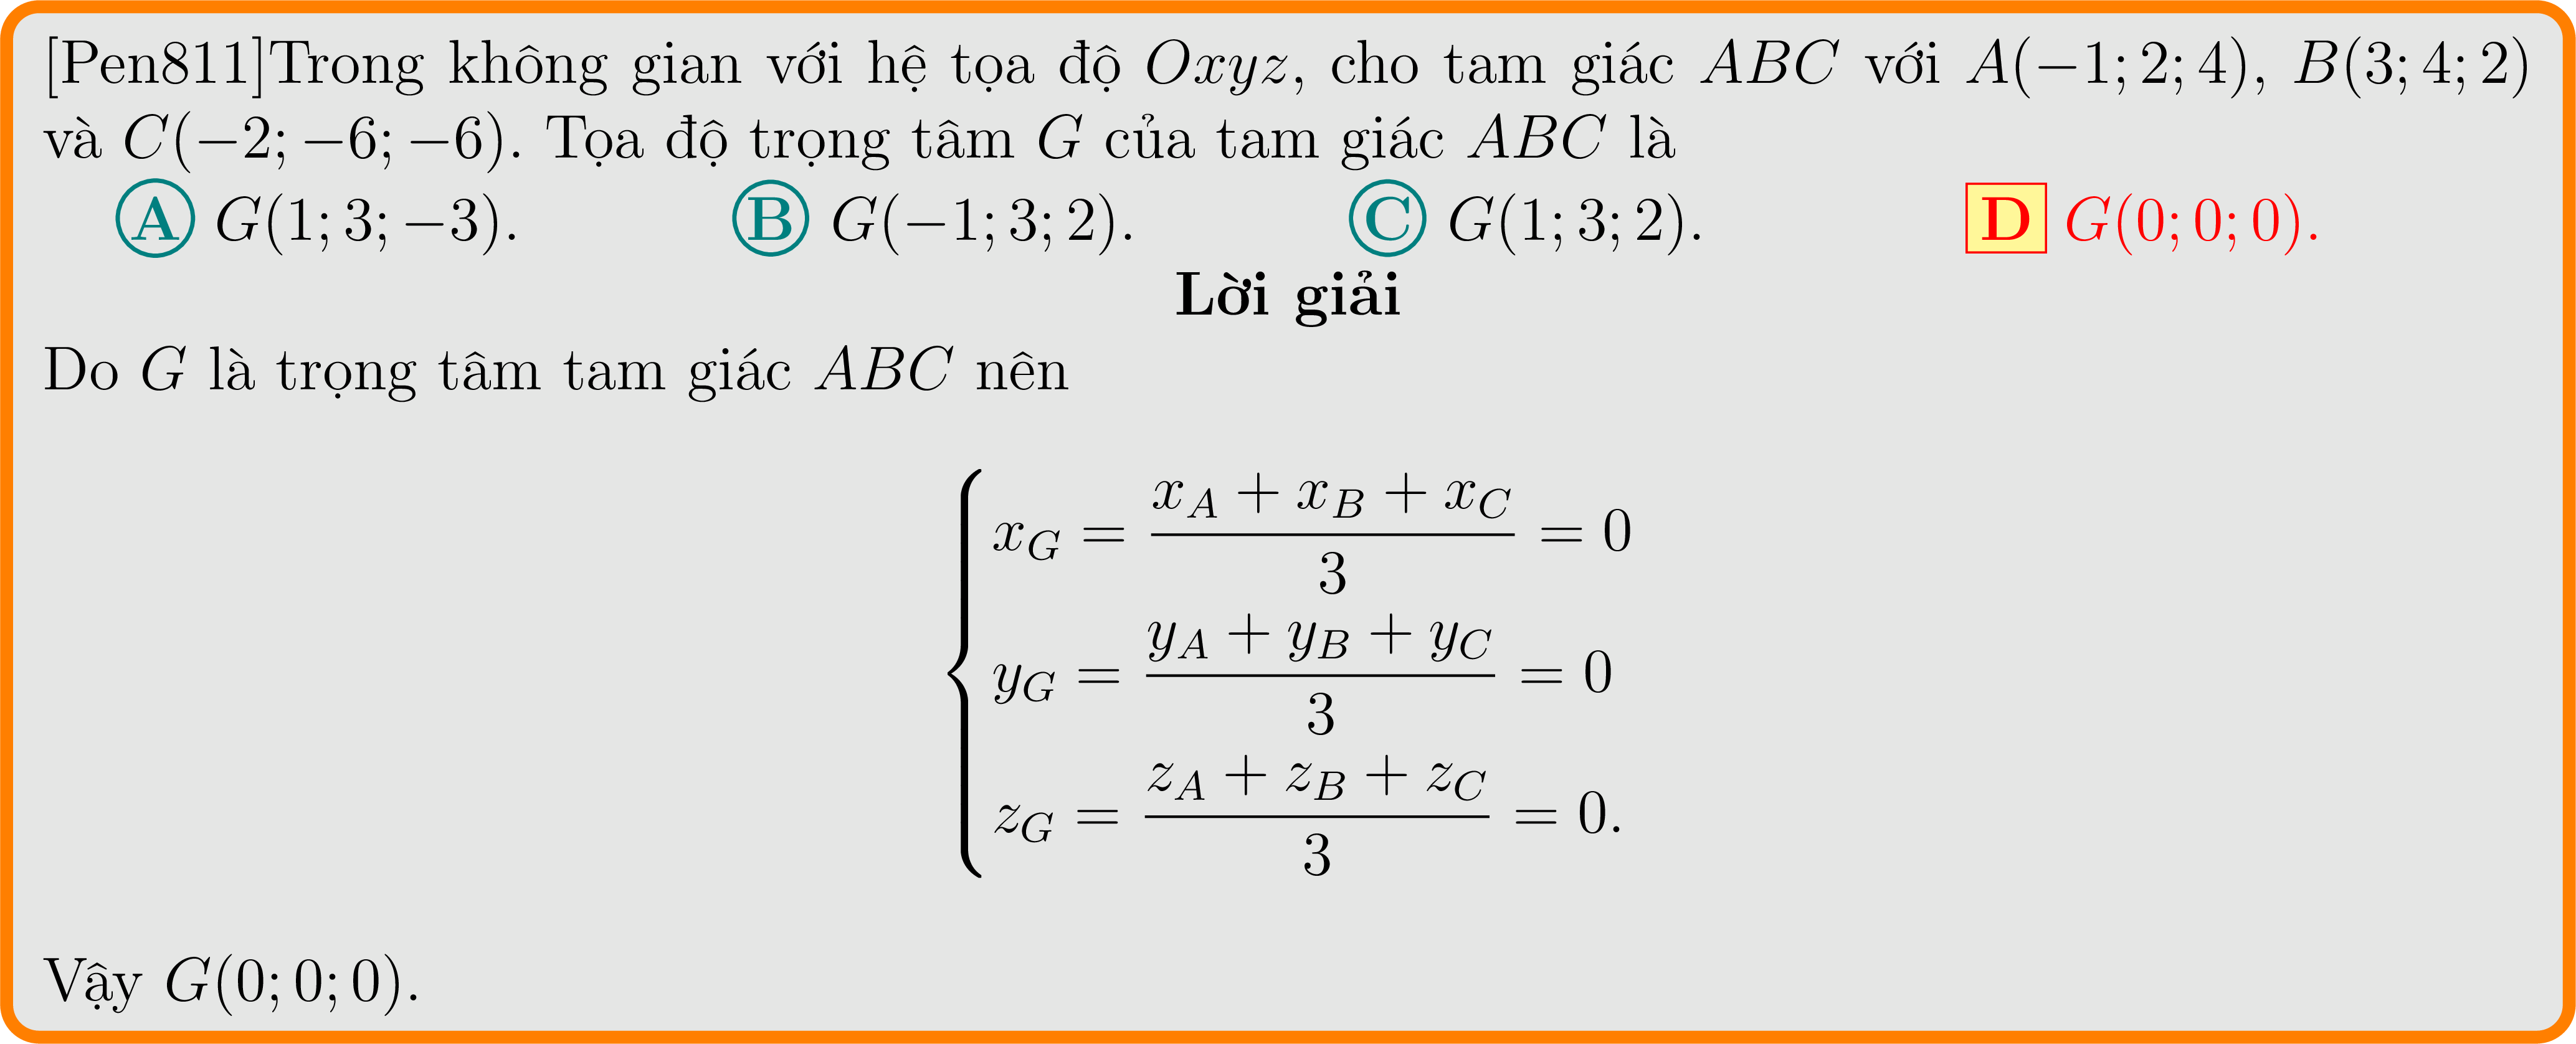 [Pen811]Trong không gian với hệ tọa độ Oxyz, cho tam giác ABC với A(−1; 2; 4), B(3; 4; 2)
và C(−2; −6; −6). Tọa độ trọng tâm G của tam giác ABC là
A G(1; 3; −3). B G(−1; 3; 2). C G(1; 3; 2). D G(0; 0; 0).
Lời giải
Do G là trọng tâm tam giác ABC nên
x_G = \frac{x_A + x_B + x_C}{3} = 0
y_G = \frac{y_A + y_B + y_C}{3} = 0
z_G = \frac{z_A + z_B + z_C}{3} = 0.
Vậy G(0; 0; 0).